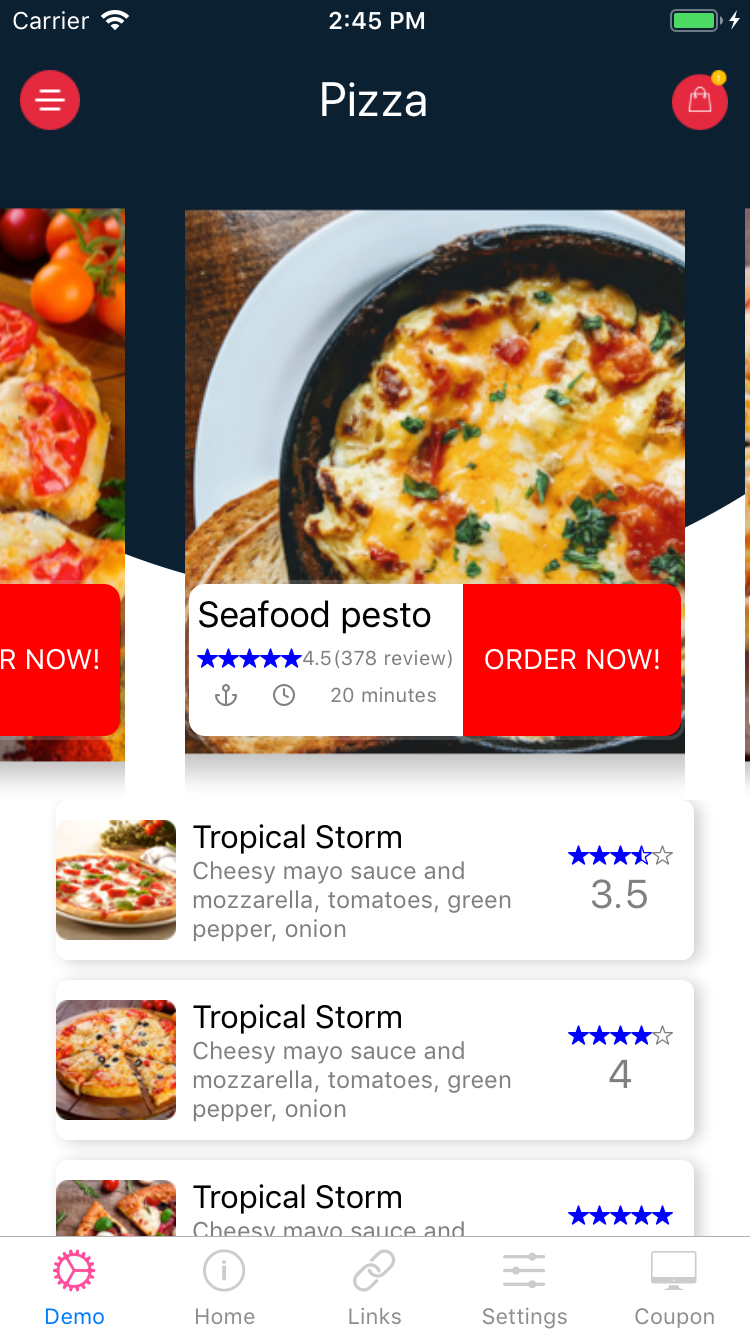 Carrier 2:45 PM
Pizza
1
Seafood pesto
4.5(378 review)
20 minutes
R NOW!
ORDER NOW!
Tropical Storm
Cheesy mayo sauce and
mozzarella, tomatoes, green
pepper, onion
3.5
Tropical Storm
Cheesy mayo sauce and
mozzarella, tomatoes, green
pepper, onion
4
Tropical Storm
Cheesy mayo sauce and
Demo Home Links Settings Coupon